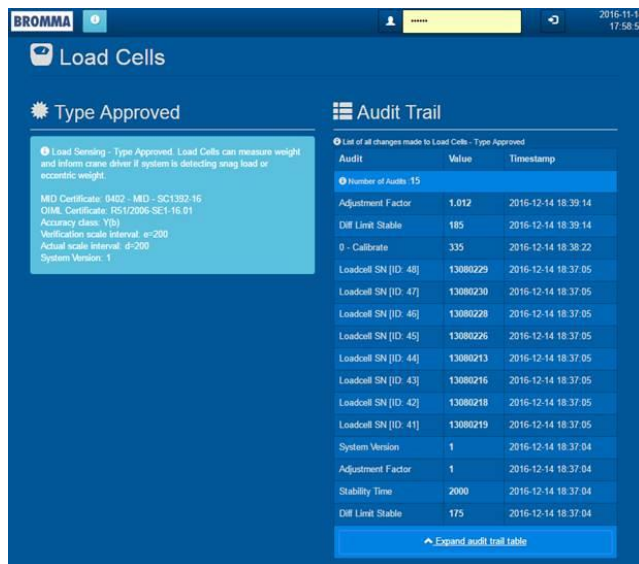 BROMMA
2016-11-1
17:58:5
Load Cells
Type Approved
Load Sensing - Type Approved. Load Cells can measure weight
and inform crane driver if system is detecting snag load or
eccentric weight.
MID Certificate: 0402 - MID - SC1392-16
OIML Certificate: R51/2006-SE1-16.01
Accuracy class: Y(b)
Verification scale interval: e=200
Actual scale interval: d=200
System Version: 1
Audit Trail
List of all changes made to Load Cells - Type Approved
Audit Value Timestamp
Number of Audits :15
Adjustment Factor 1.012 2016-12-14 18:39:14
Diff Limit Stable 185 2016-12-14 18:39:14
0 - Calibrate 335 2016-12-14 18:38:22
Loadcell SN [ID: 48] 13080229 2016-12-14 18:37:05
Loadcell SN [ID: 47] 13080230 2016-12-14 18:37:05
Loadcell SN [ID: 46] 13080228 2016-12-14 18:37:05
Loadcell SN [ID: 45] 13080226 2016-12-14 18:37:05
Loadcell SN [ID: 44] 13080213 2016-12-14 18:37:05
Loadcell SN [ID: 43] 13080216 2016-12-14 18:37:05
Loadcell SN [ID: 42] 13080218 2016-12-14 18:37:05
Loadcell SN [ID: 41] 13080219 2016-12-14 18:37:05
System Version 1 2016-12-14 18:37:04
Adjustment Factor 1 2016-12-14 18:37:04
Stability Time 2000 2016-12-14 18:37:04
Diff Limit Stable 175 2016-12-14 18:37:04
Expand audit trail table